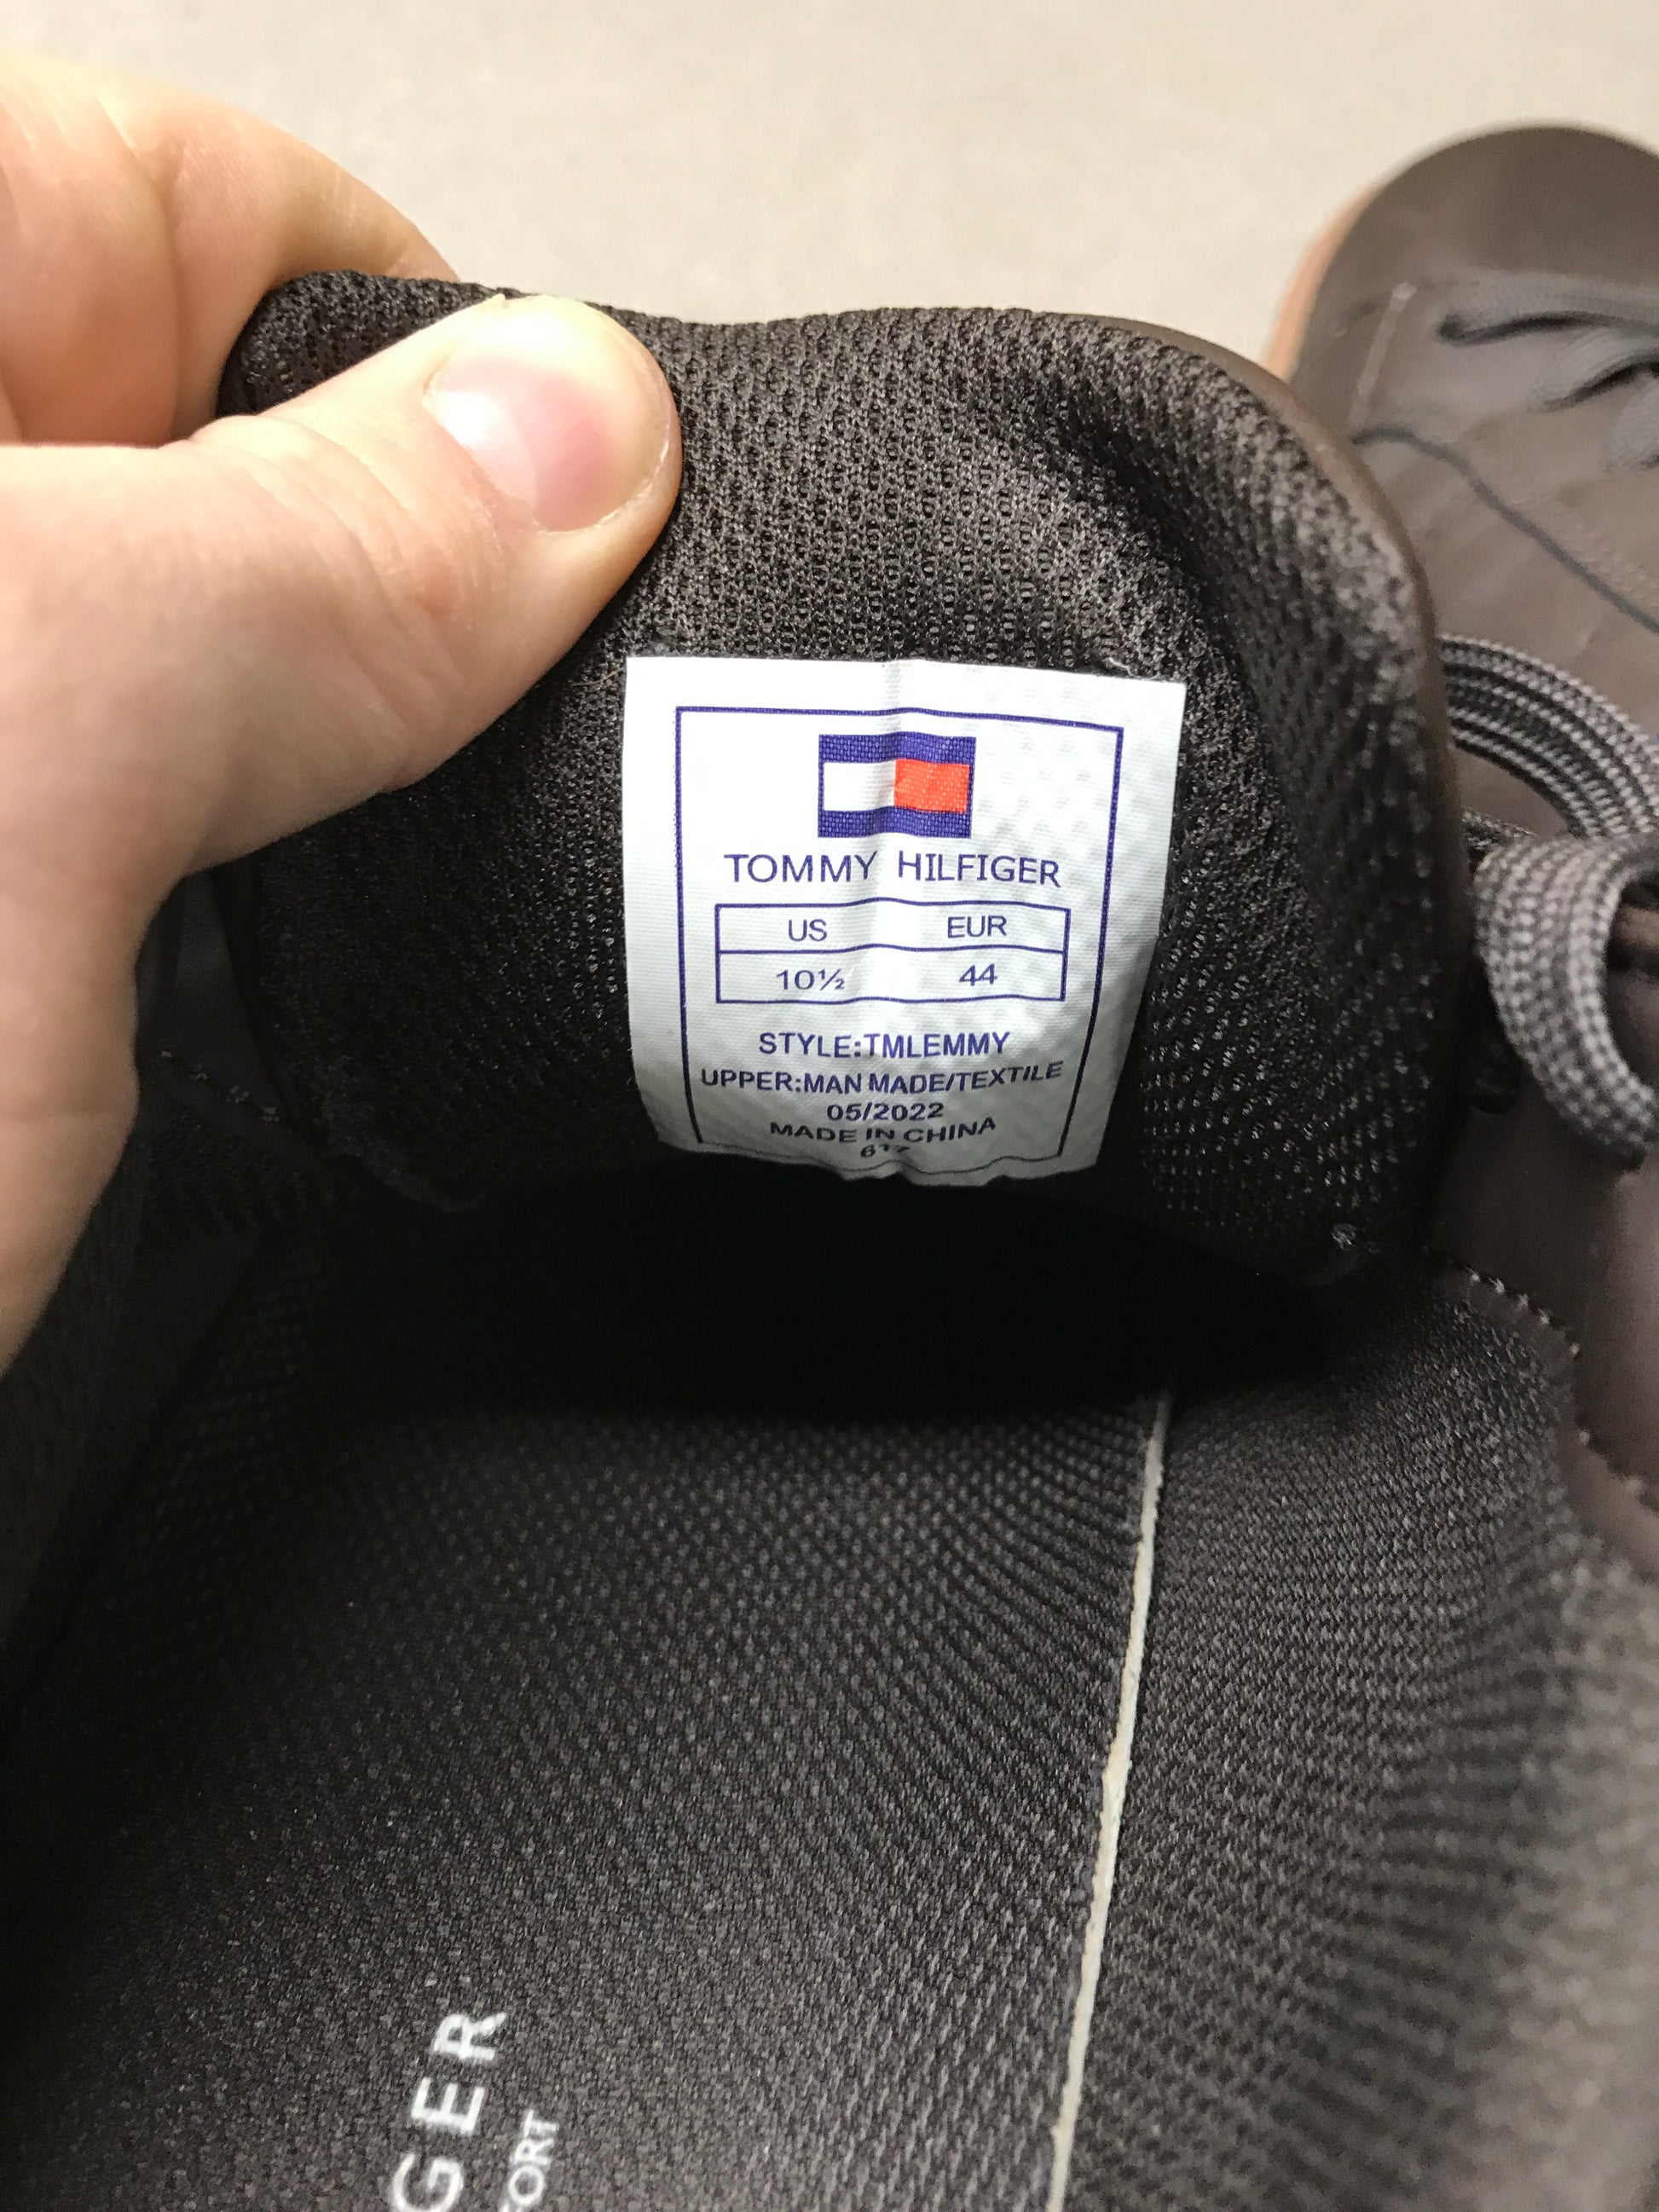 TOMMY HILFIGER
US EUR
10½ 44
STYLE:TMLEMMY
UPPER:MAN MADE/TEXTILE
05/2022
MADE IN CHINA
GER
FORT